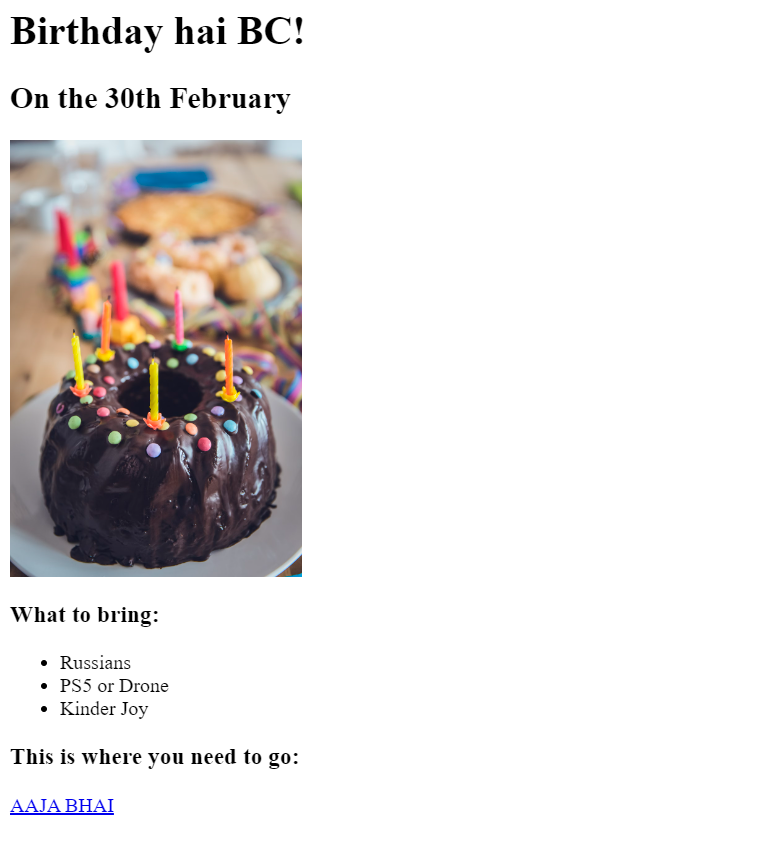 Birthday hai BC!
On the 30th February
What to bring:
Russians
PS5 or Drone
Kinder Joy
This is where you need to go:
AAJA BHAI